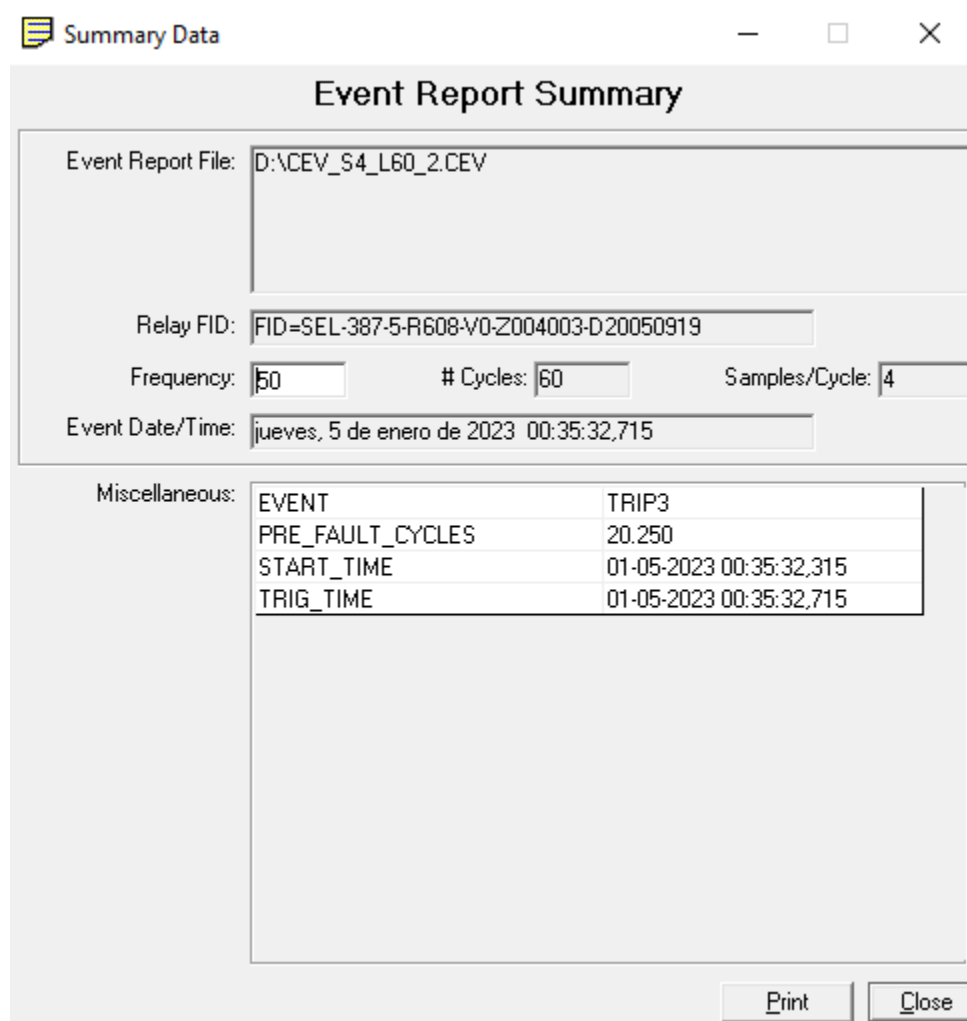 Summary Data
Event Report Summary
Event Report File: D:\CEV_S4_L60_2.CEV
Relay FID: FID=SEL-387-5-R608-V0-Z004003-D20050919
Frequency: 50 # Cycles: 60 Samples/Cycle: 4
Event Date/Time: jueves, 5 de enero de 2023 00:35:32,715
Miscellaneous:
EVENT TRIP3
PRE_FAULT_CYCLES 20.250
START_TIME 01-05-2023 00:35:32,315
TRIG_TIME 01-05-2023 00:35:32,715
Print Close